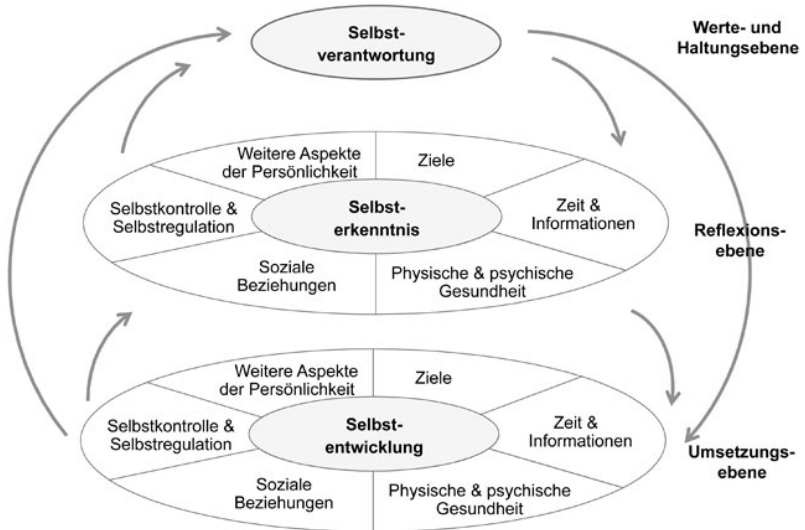 Selbst-
verantwortung
Werte- und
Haltungsebene
Weitere Aspekte
der Persönlichkeit
Ziele
Selbstkontrolle &
Selbstregulation
Selbst-
erkenntnis
Zeit &
Informationen
Reflexions-
ebene
Soziale
Beziehungen
Physische & psychische
Gesundheit
Weitere Aspekte
der Persönlichkeit
Ziele
Selbstkontrolle &
Selbstregulation
Selbst-
entwicklung
Zeit &
Informationen
Umsetzungs-
ebene
Soziale
Beziehungen
Physische & psychische
Gesundheit